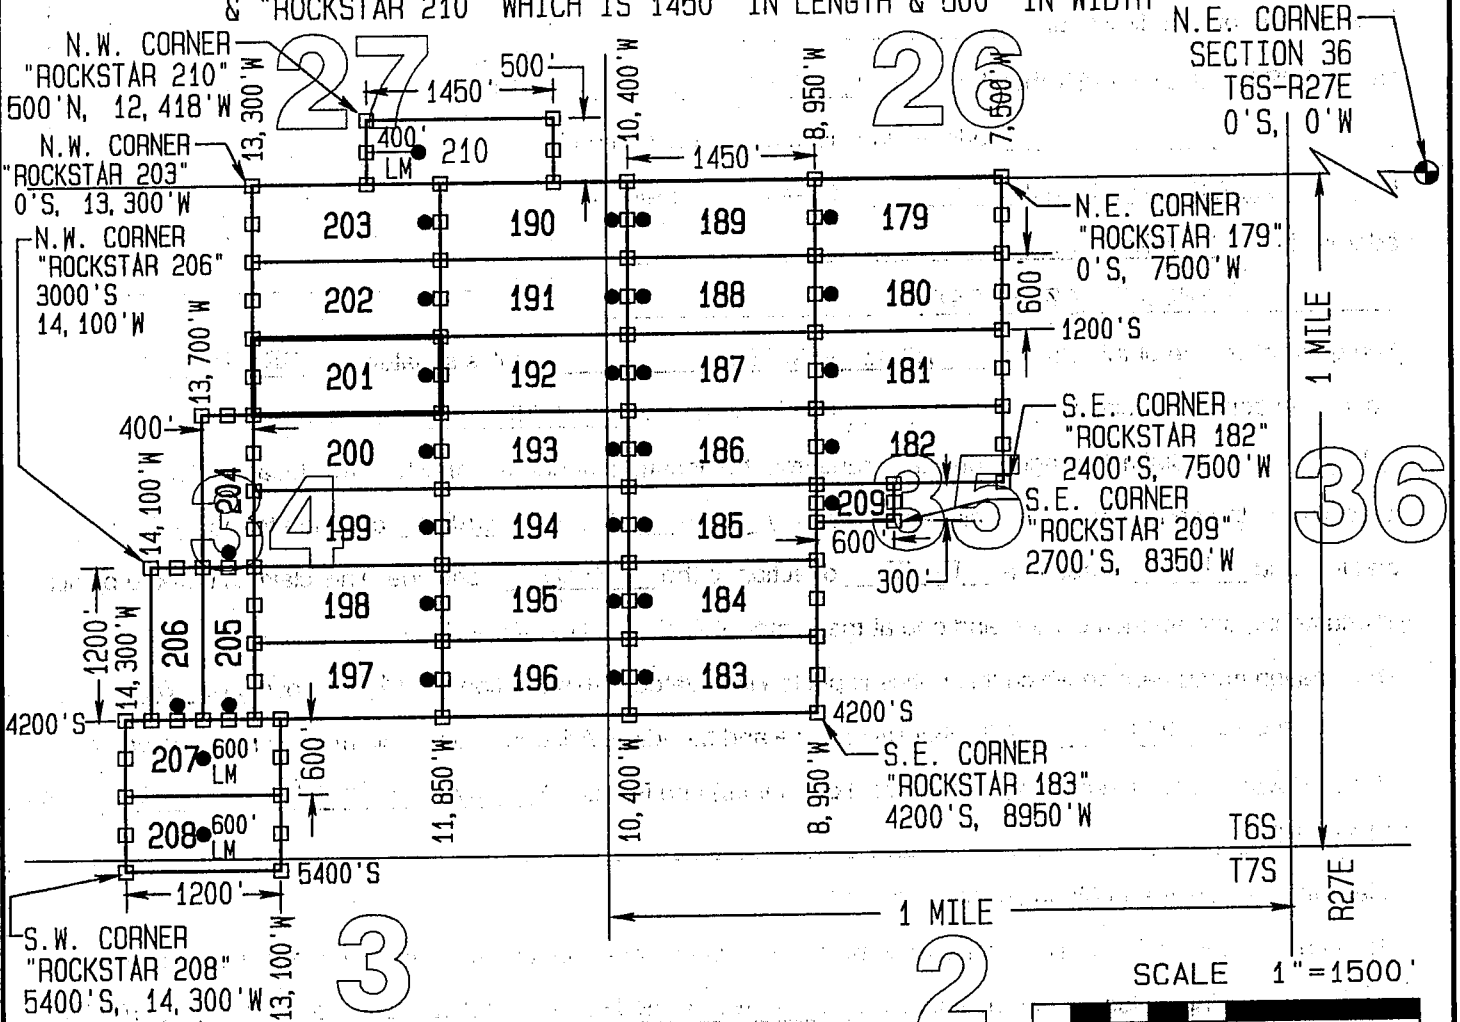 & "ROCKSTAR 210" WHICH IS 1450' IN LENGTH & 500' IN WIDTH
N.W. CORNER
"ROCKSTAR 210"
500'N, 12,418'W
N.W. CORNER
"ROCKSTAR 203"
0'S, 13,300'W
N.W. CORNER
"ROCKSTAR 206"
3000'S
14,100'W
13,300'W.
27
1450'
500'
400'
LM
210
10,400'W.
1450'
8,950'W.
26
7,500'W.
N.E. CORNER
SECTION 36
T6S-R27E
0'S, 0'W
N.E. CORNER
"ROCKSTAR 179"
0'S, 7500'W
203
190
189
179
202
191
188
180
600'
1200'S
1 MILE
13,700'W.
201
192
187
181
400'
S.E. CORNER
"ROCKSTAR 182"
2400'S, 7500'W
200
193
186
182
14,100'W.
204
34
209
35
36
S.E. CORNER
"ROCKSTAR 209"
2700'S, 8350'W
199
194
185
600'
300'
1200'
14,300'W.
206
205
198
195
184
197
196
183
4200'S
4200'S
S.E. CORNER
"ROCKSTAR 183"
4200'S, 8950'W
207
600'
LM
600'
11,850'W.
10,400'W.
8,950'W.
208
600'
LM
T6S
T7S
R27E
5400'S
1200'
1 MILE
S.W. CORNER
"ROCKSTAR 208"
5400'S, 14,300'W
13,100'W.
3
2
SCALE 1"=1500'